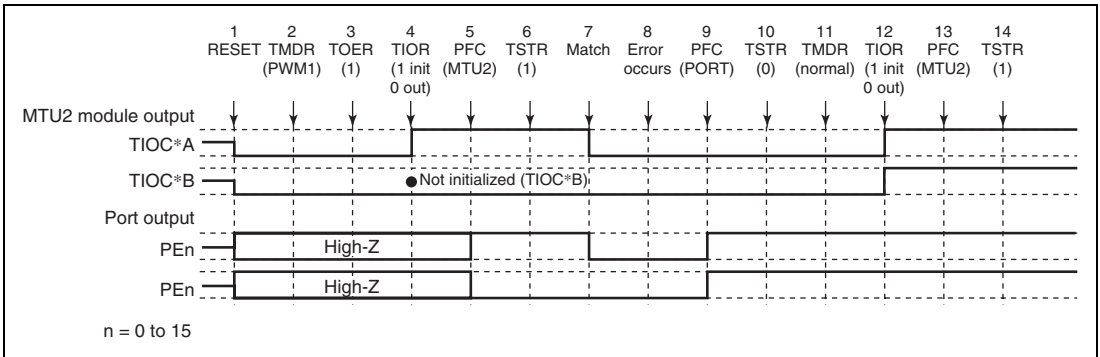 1 2 3 4 5 6 7 8 9 10 11 12 13 14
RESET TMDR TOER TIOR PFC TSTR Match Error PFC TSTR TMDR TIOR PFC TSTR
(PWM1) (1) (1 init (MTU2) (1) occurs (PORT) (0) (normal) (1 init (MTU2) (1)
0 out) 0 out)
MTU2 module output
TIOC*A
TIOC*B
Not initialized (TIOC*B)
Port output
PEn
High-Z
PEn
High-Z
n = 0 to 15